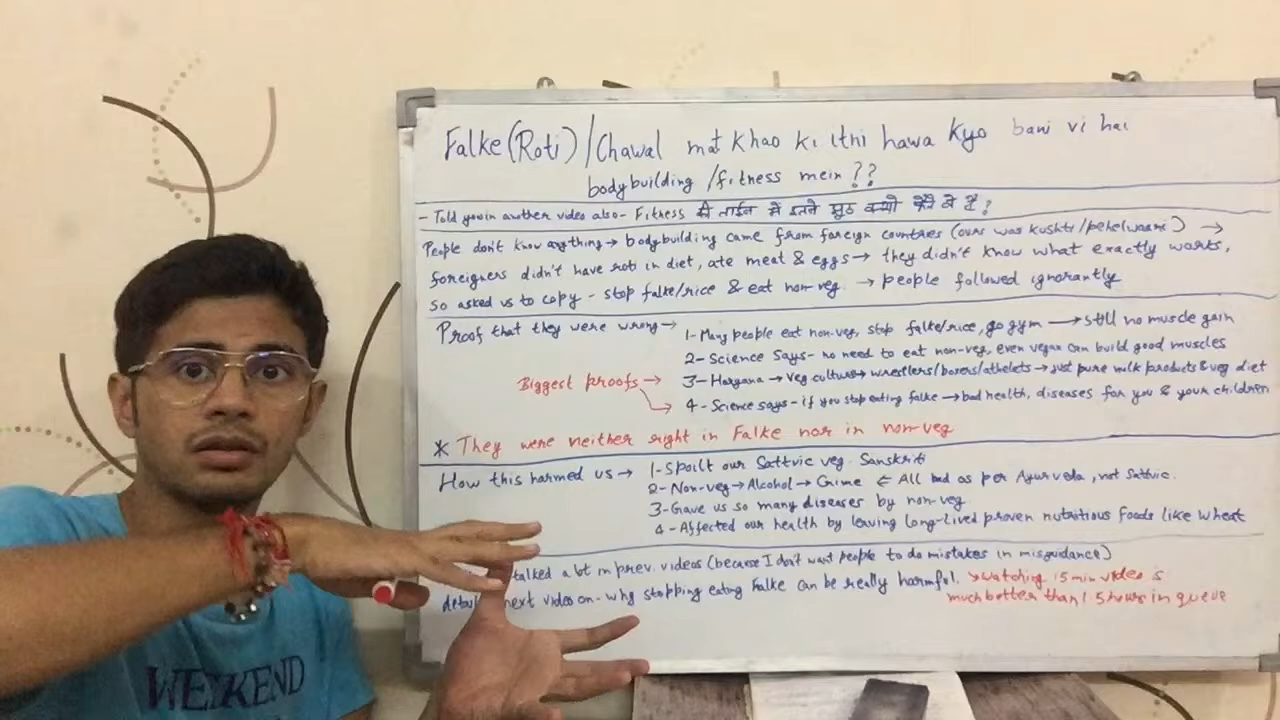 Falke (Roti) / Chawal mat Khao ki itni hawa Kyo bani vi hai
bodybuilding / fitness mein ??
- Told you in another video also - Fitness की लाईन में इतने झूठ क्यों फैले वे हैं ?
People don't know anything → bodybuilding came from foreign countries (ours was kushti/pehelwaani) →
foreigners didn't have roti in diet, ate meat & eggs → they didn't know what exactly works,
so asked us to copy - stop falke/rice & eat non-veg. → people followed ignorantly
Proof that they were wrong →
1- Many people eat non-veg, stop falke/rice, go gym → still no muscle gain
2- Science Says - no need to eat non-veg, even vegan can build good muscles
Biggest proofs →
3- Haryana → veg culture → wrestlers/boxers/athelets → just pure milk products & veg diet
4- Science says - if you stop eating falke → bad health, diseases for you & your children
* They were neither right in Falke nor in non-veg
How this harmed us →
1- Spoilt our Sattvic veg. Sanskriti
2- Non-veg → Alcohol → Crime ← All bad as per Ayurveda, not Sattvic.
3- Gave us so many diseases by non-veg
4- Affected our health by leaving long-lived proven nutritious foods like wheat
talked a lot in prev. videos (because I don't want people to do mistakes in misguidance)
next video on - why stopping eating Falke can be really harmful. → watching 15 min video is
much better than 1.5 hours in queue
WEEKEND